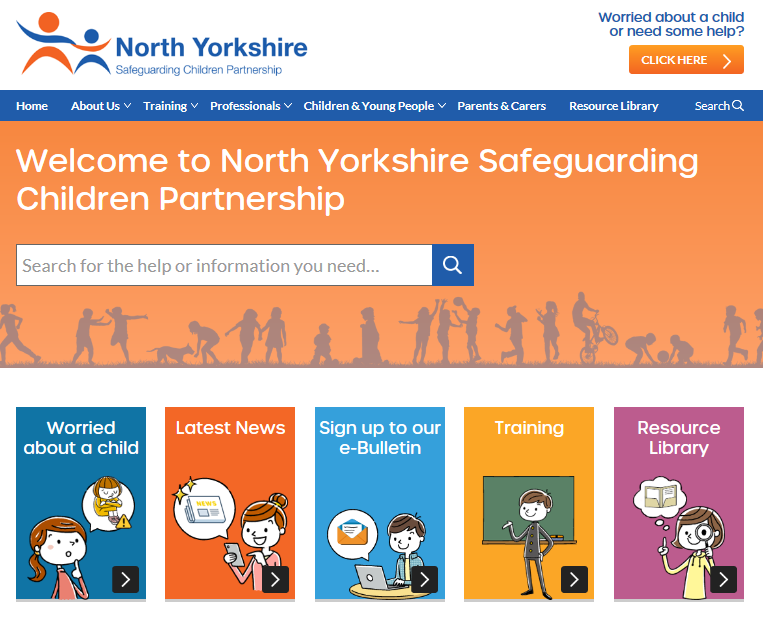 North Yorkshire
Safeguarding Children Partnership
Worried about a child
or need some help?
CLICK HERE
Home About Us Training Professionals Children & Young People Parents & Carers Resource Library Search
Welcome to North Yorkshire Safeguarding
Children Partnership
Search for the help or information you need...
Worried
about a child
Latest News
NEWS
Sign up to our
e-Bulletin
Training
Resource
Library